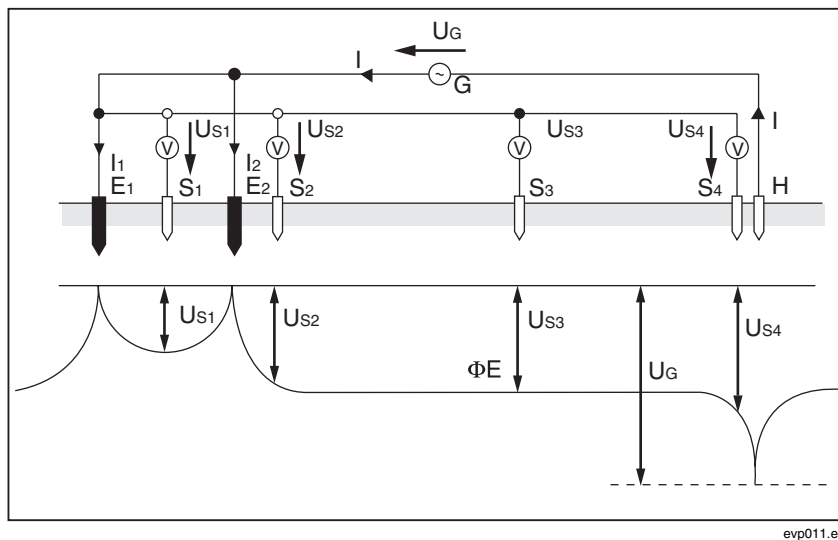 UG
I
~
G
US1
US2
US3
US4
I
V
V
V
V
I1
I2
E1
S1
E2
S2
S3
S4
H
US1
US2
US3
US4
ΦE
UG
evp011.e